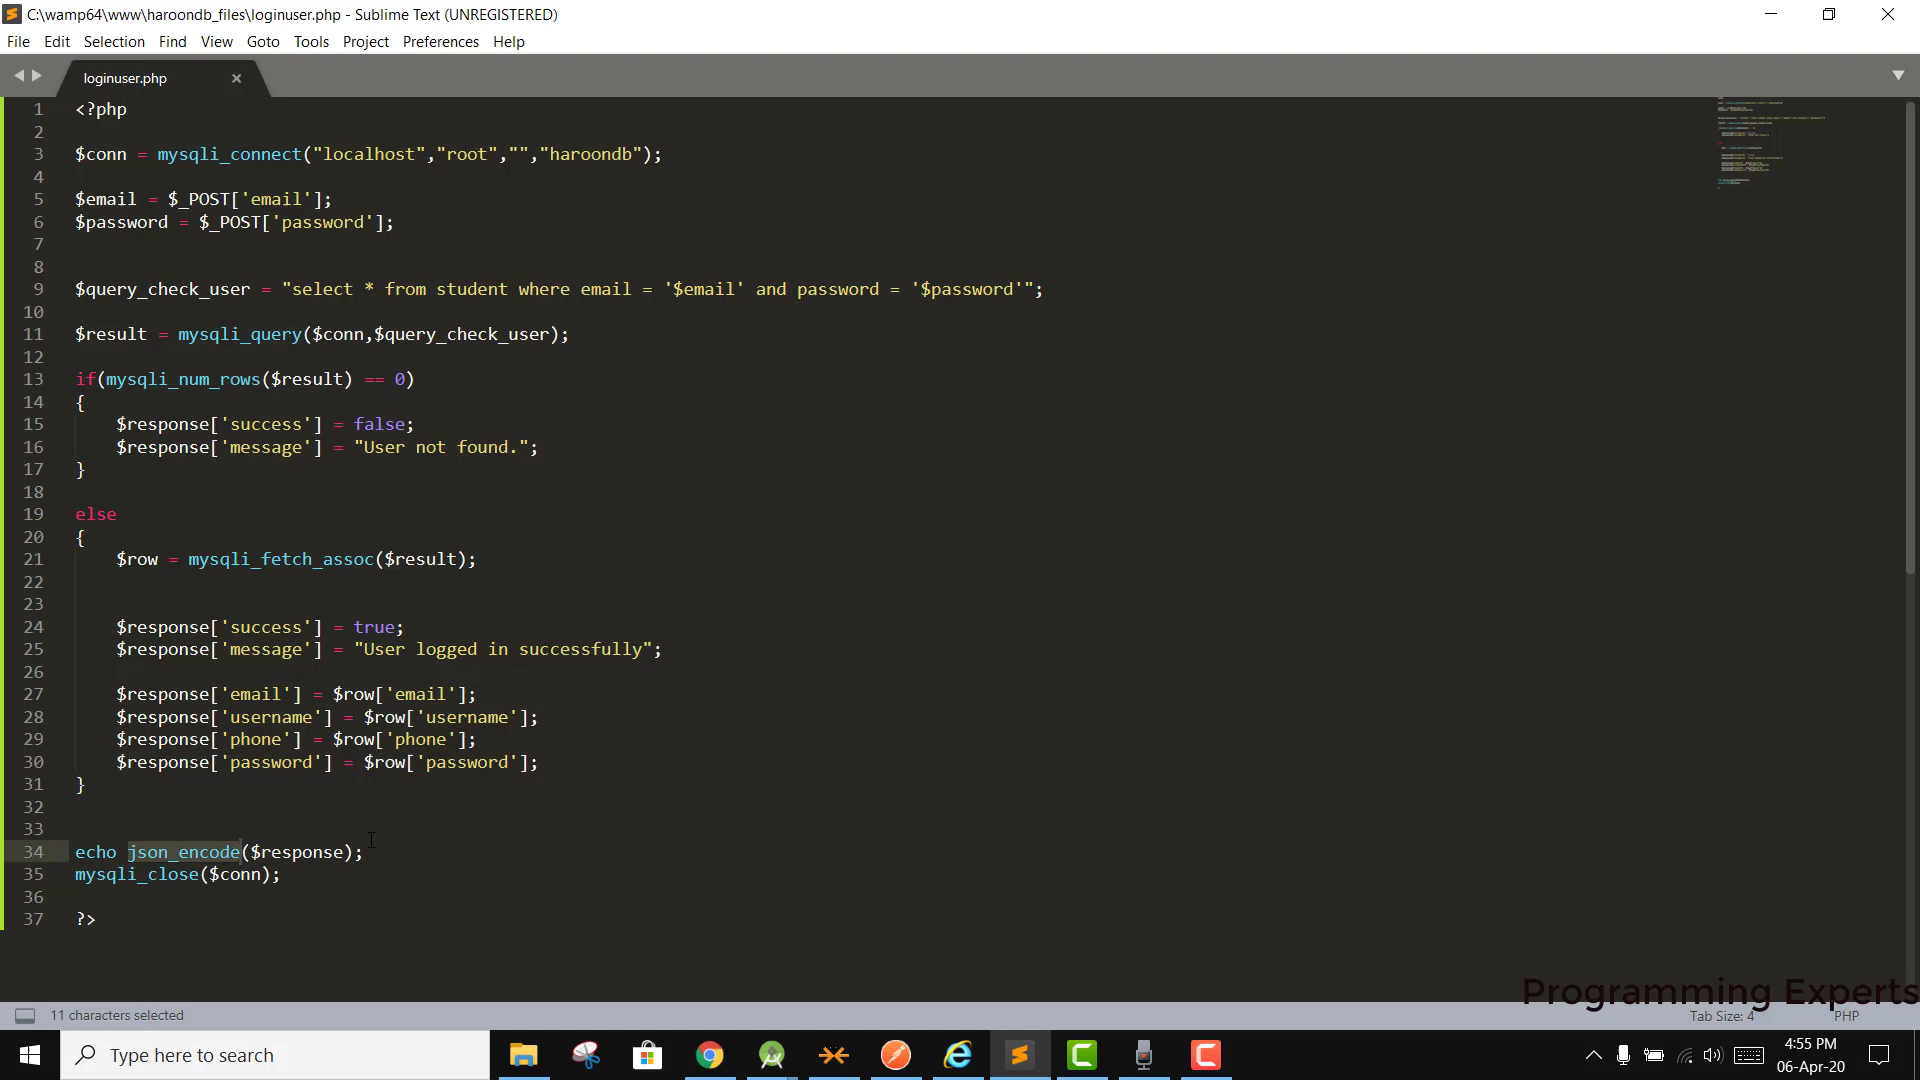 C:\wamp64\www\haroondb_files\loginuser.php - Sublime Text (UNREGISTERED)
File Edit Selection Find View Goto Tools Project Preferences Help
loginuser.php
1 <?php
2
3 $conn = mysqli_connect("localhost","root","","haroondb");
4
5 $email = $_POST['email'];
6 $password = $_POST['password'];
7
8
9 $query_check_user = "select * from student where email = '$email' and password = '$password'";
10
11 $result = mysqli_query($conn,$query_check_user);
12
13 if(mysqli_num_rows($result) == 0)
14 {
15 $response['success'] = false;
16 $response['message'] = "User not found.";
17 }
18
19 else
20 {
21 $row = mysqli_fetch_assoc($result);
22
23
24 $response['success'] = true;
25 $response['message'] = "User logged in successfully";
26
27 $response['email'] = $row['email'];
28 $response['username'] = $row['username'];
29 $response['phone'] = $row['phone'];
30 $response['password'] = $row['password'];
31 }
32
33
34 echo json_encode($response);
35 mysqli_close($conn);
36
37 ?>
Programming Experts
11 characters selected Tab Size: 4 PHP
Type here to search
4:55 PM
06-Apr-20